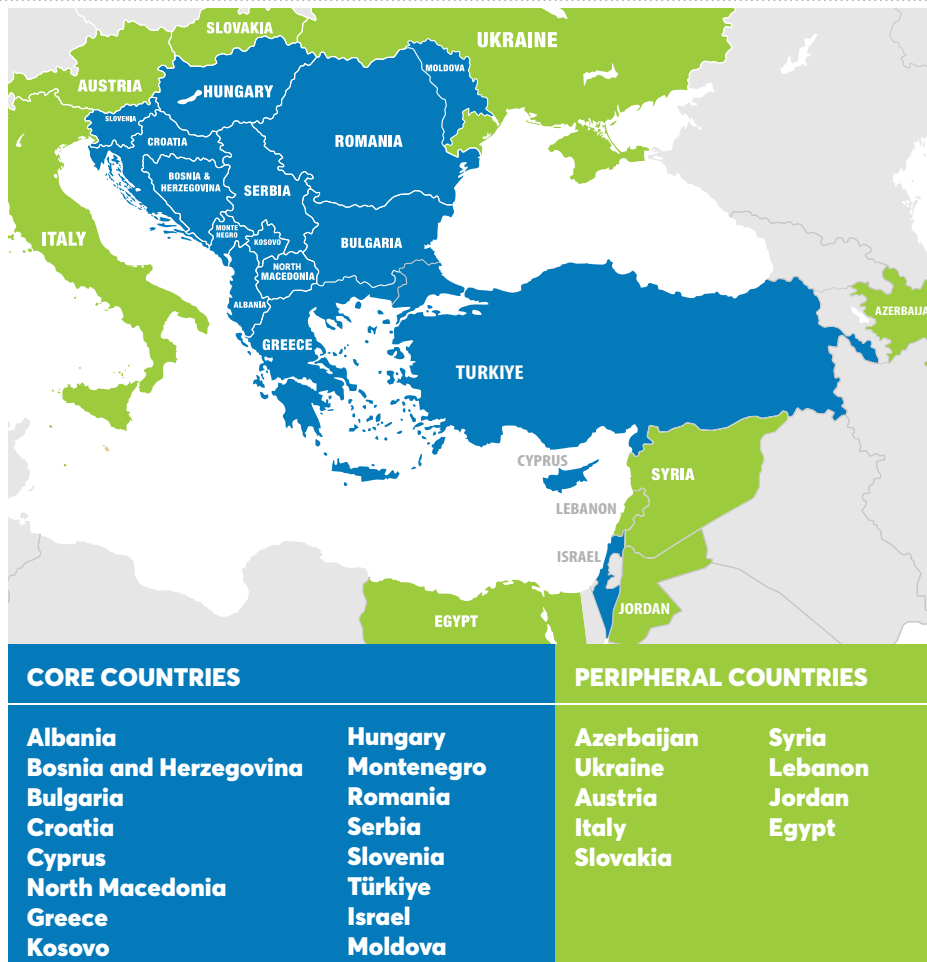 SLOVAKIA
UKRAINE
AUSTRIA
MOLDOVA
HUNGARY
SLOVENIA
CROATIA
ROMANIA
BOSNIA &
HERZEGOVINA
SERBIA
MONTE
NEGRO
KOSOVO
BULGARIA
ITALY
NORTH
MACEDONIA
ALBANIA
AZERBAIJA
GREECE
TURKIYE
CYPRUS
SYRIA
LEBANON
ISRAEL
JORDAN
EGYPT
CORE COUNTRIES
Albania
Bosnia and Herzegovina
Bulgaria
Croatia
Cyprus
North Macedonia
Greece
Kosovo
Hungary
Montenegro
Romania
Serbia
Slovenia
Türkiye
Israel
Moldova
PERIPHERAL COUNTRIES
Azerbaijan
Ukraine
Austria
Italy
Slovakia
Syria
Lebanon
Jordan
Egypt